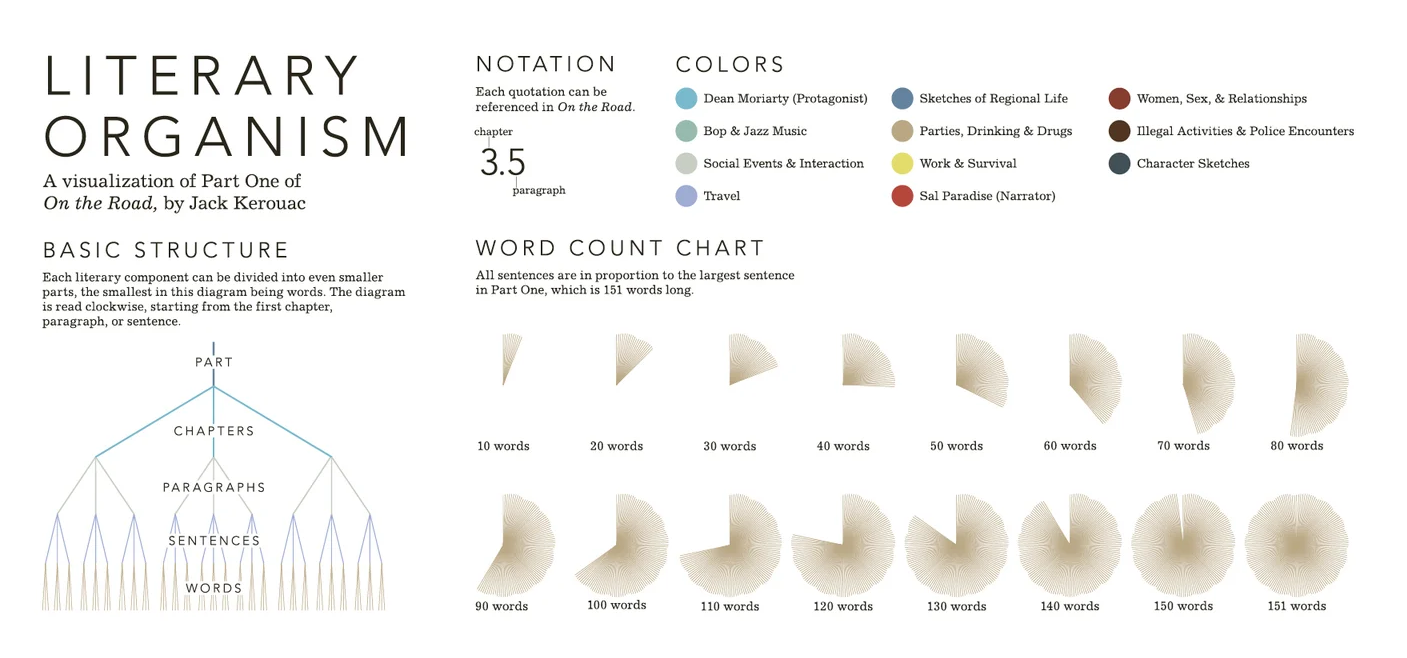 LITERARY
ORGANISM
A visualization of Part One of
On the Road, by Jack Kerouac
BASIC STRUCTURE
Each literary component can be divided into even smaller
parts, the smallest in this diagram being words. The diagram
is read clockwise, starting from the first chapter,
paragraph, or sentence.
PART
CHAPTERS
PARAGRAPHS
SENTENCES
WORDS
NOTATION
Each quotation can be
referenced in On the Road.
chapter
3.5
paragraph
COLORS
Dean Moriarty (Protagonist)
Bop & Jazz Music
Social Events & Interaction
Travel
Sketches of Regional Life
Parties, Drinking & Drugs
Work & Survival
Sal Paradise (Narrator)
Women, Sex, & Relationships
Illegal Activities & Police Encounters
Character Sketches
WORD COUNT CHART
All sentences are in proportion to the largest sentence
in Part One, which is 151 words long.
10 words
20 words
30 words
40 words
50 words
60 words
70 words
80 words
90 words
100 words
110 words
120 words
130 words
140 words
150 words
151 words